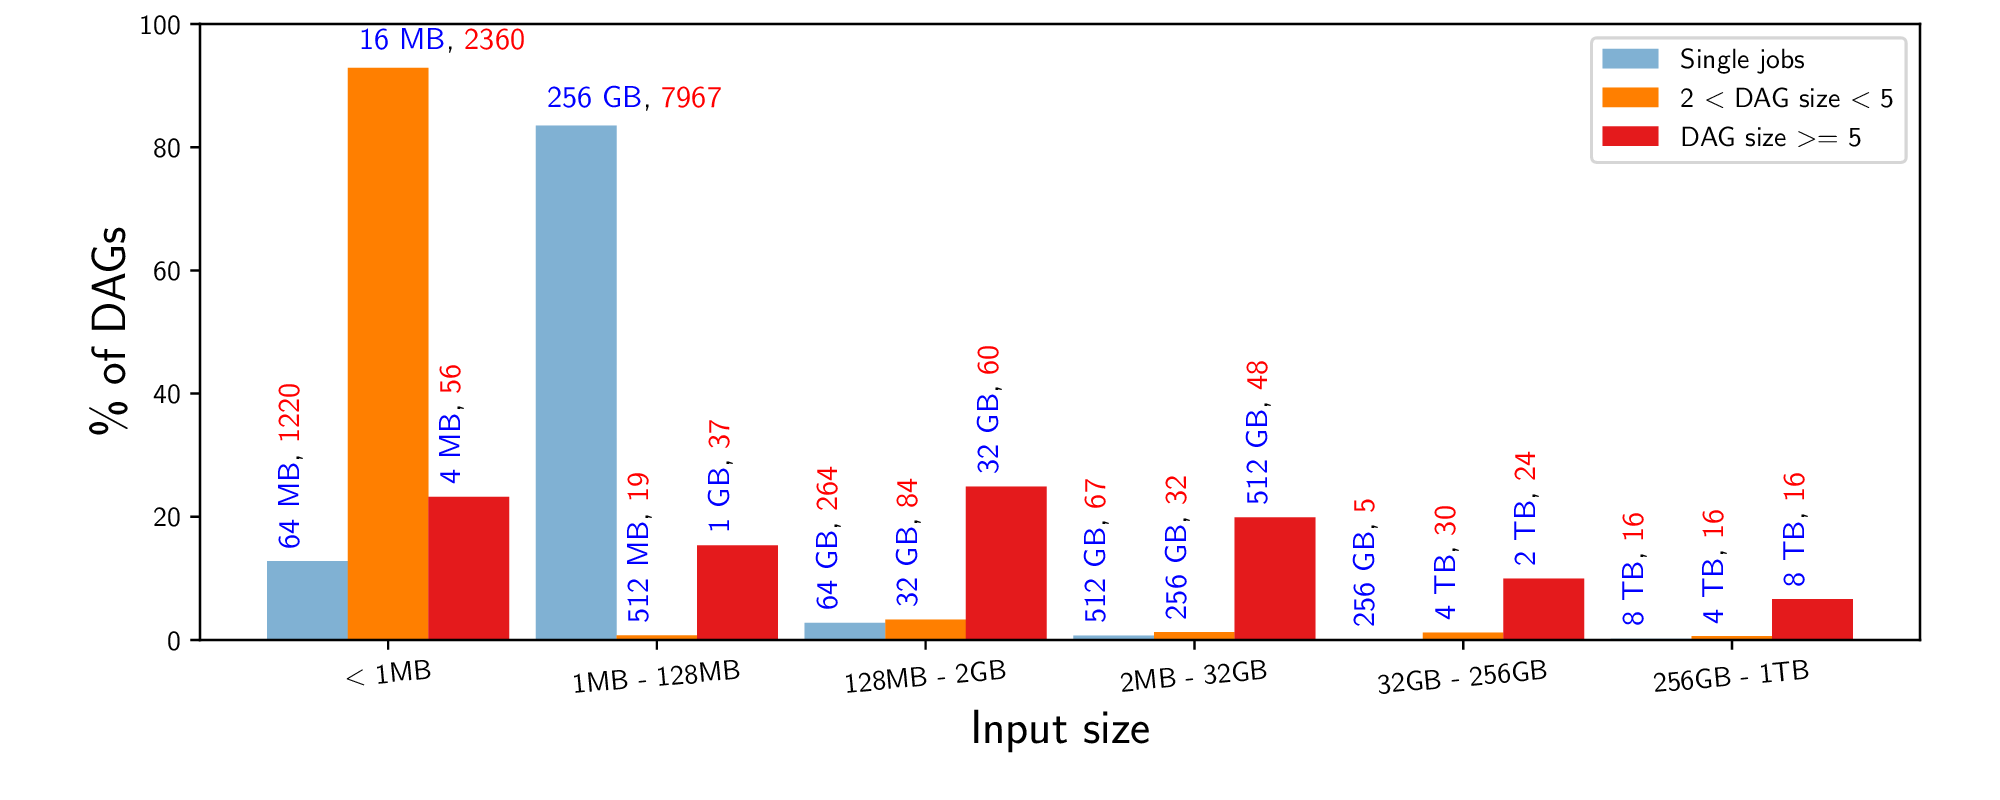 100
80
60
40
20
0
% of DAGs
16 MB, 2360
256 GB, 7967
Single jobs
2 < DAG size < 5
DAG size >= 5
64 MB, 1220
4 MB, 56
512 MB, 19
1 GB, 37
64 GB, 264
32 GB, 84
32 GB, 60
512 GB, 67
256 GB, 32
512 GB, 48
256 GB, 5
4 TB, 30
2 TB, 24
8 TB, 16
4 TB, 16
8 TB, 16
< 1MB
1MB - 128MB
128MB - 2GB
2MB - 32GB
32GB - 256GB
256GB - 1TB
Input size